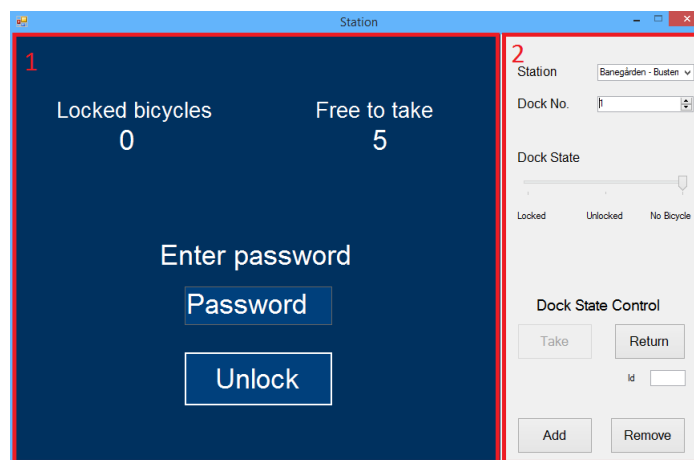 Station
1
Locked bicycles
0
Free to take
5
Enter password
Password
Unlock
2
Station
Banegården - Busten
Dock No.
1
Dock State
Locked Unlocked No Bicycle
Dock State Control
Take Return
Id
Add Remove